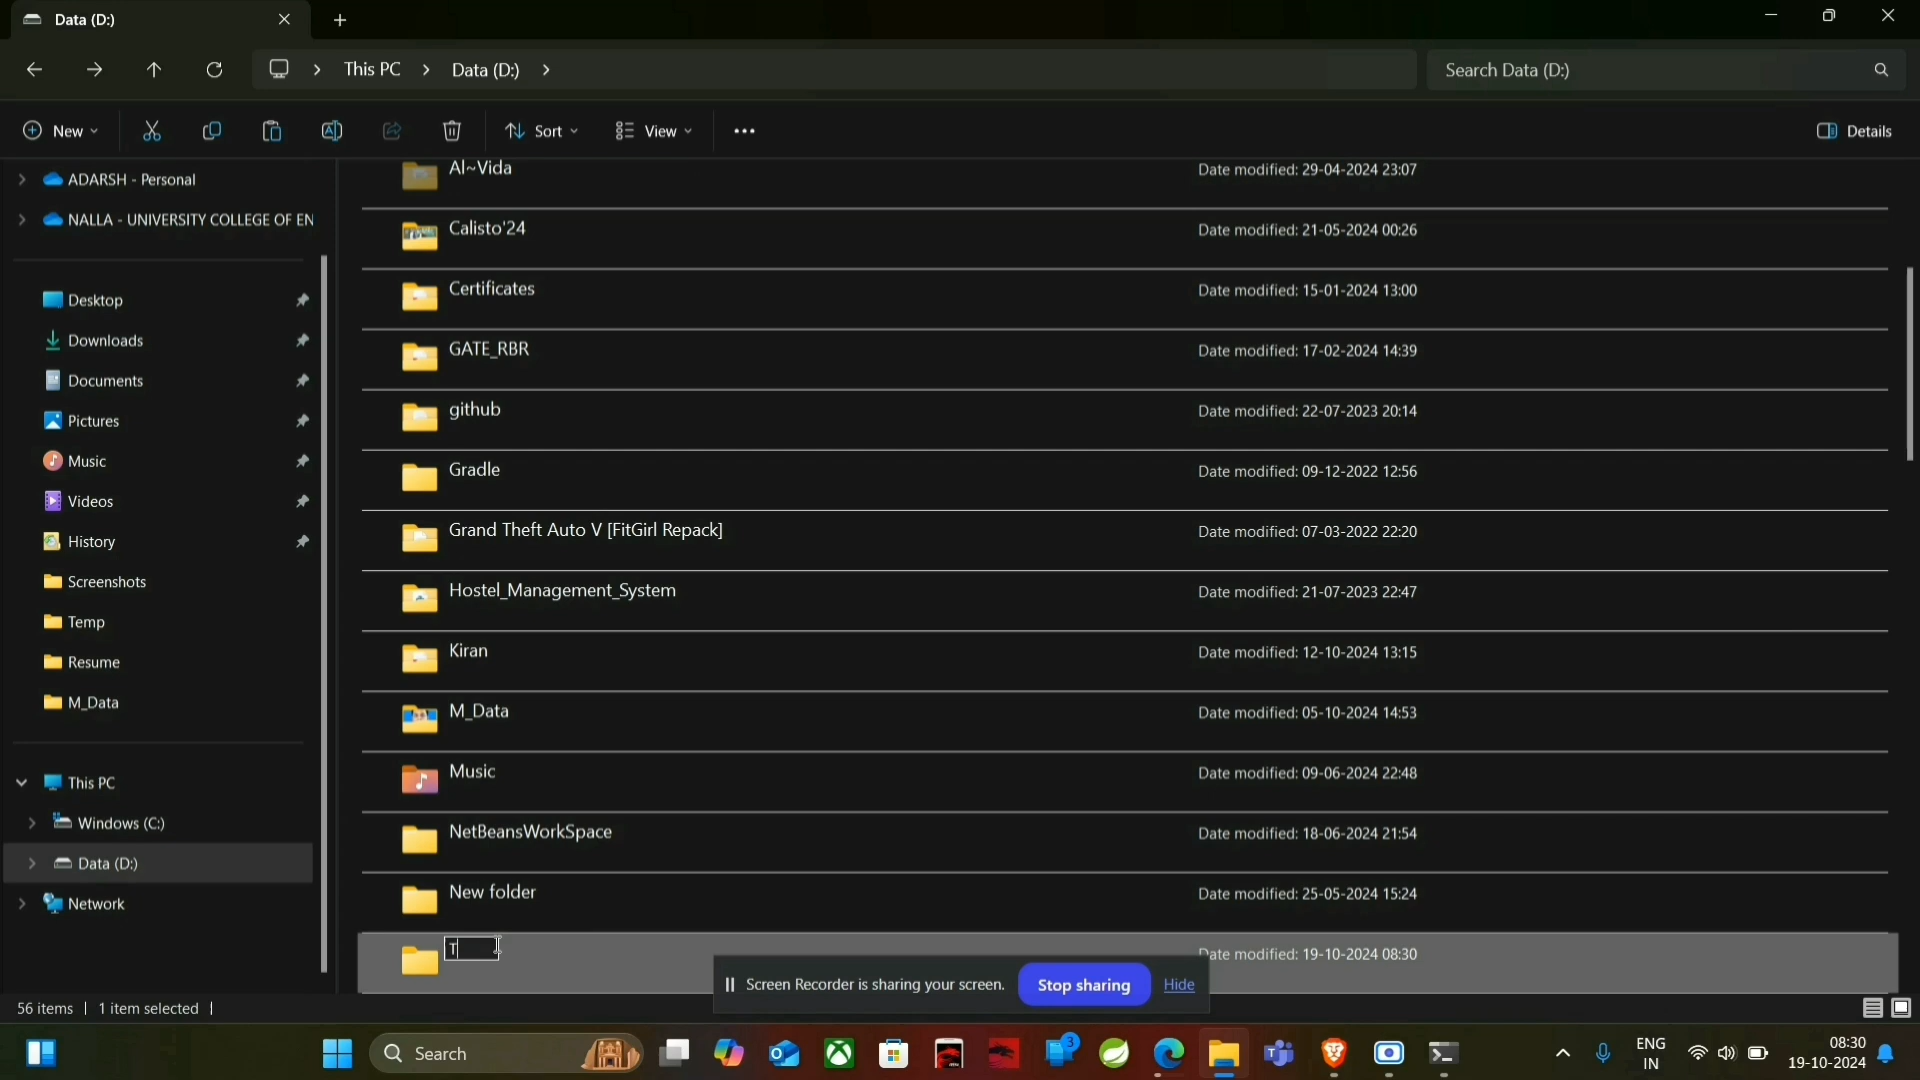 Data (D:)
This PC
Data (D:)
Search Data (D:)
New
Sort
View
Details
ADARSH - Personal
NALLA - UNIVERSITY COLLEGE OF EN
Desktop
Downloads
Documents
Pictures
Music
Videos
History
Screenshots
Temp
Resume
M_Data
This PC
Windows (C:)
Data (D:)
Network
Al~Vida Date modified: 29-04-2024 23:07
Calisto'24 Date modified: 21-05-2024 00:26
Certificates Date modified: 15-01-2024 13:00
GATE_RBR Date modified: 17-02-2024 14:39
github Date modified: 22-07-2023 20:14
Gradle Date modified: 09-12-2022 12:56
Grand Theft Auto V [FitGirl Repack] Date modified: 07-03-2022 22:20
Hostel_Management_System Date modified: 21-07-2023 22:47
Kiran Date modified: 12-10-2024 13:15
M_Data Date modified: 05-10-2024 14:53
Music Date modified: 09-06-2024 22:48
NetBeansWorkSpace Date modified: 18-06-2024 21:54
New folder Date modified: 25-05-2024 15:24
T Date modified: 19-10-2024 08:30
Screen Recorder is sharing your screen. Stop sharing Hide
56 items 1 item selected
Search
3
ENG
IN
08:30
19-10-2024